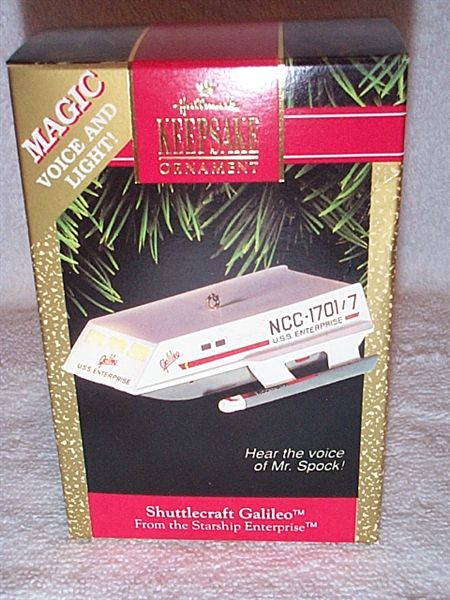 MAGIC
VOICE AND
LIGHT!
Hallmark
KEEPSAKE
ORNAMENT
NCC-1701/7
U.S.S. ENTERPRISE
Galileo
Galileo
U.S.S. ENTERPRISE
Hear the voice
of Mr. Spock!
Shuttlecraft Galileo™
From the Starship Enterprise™